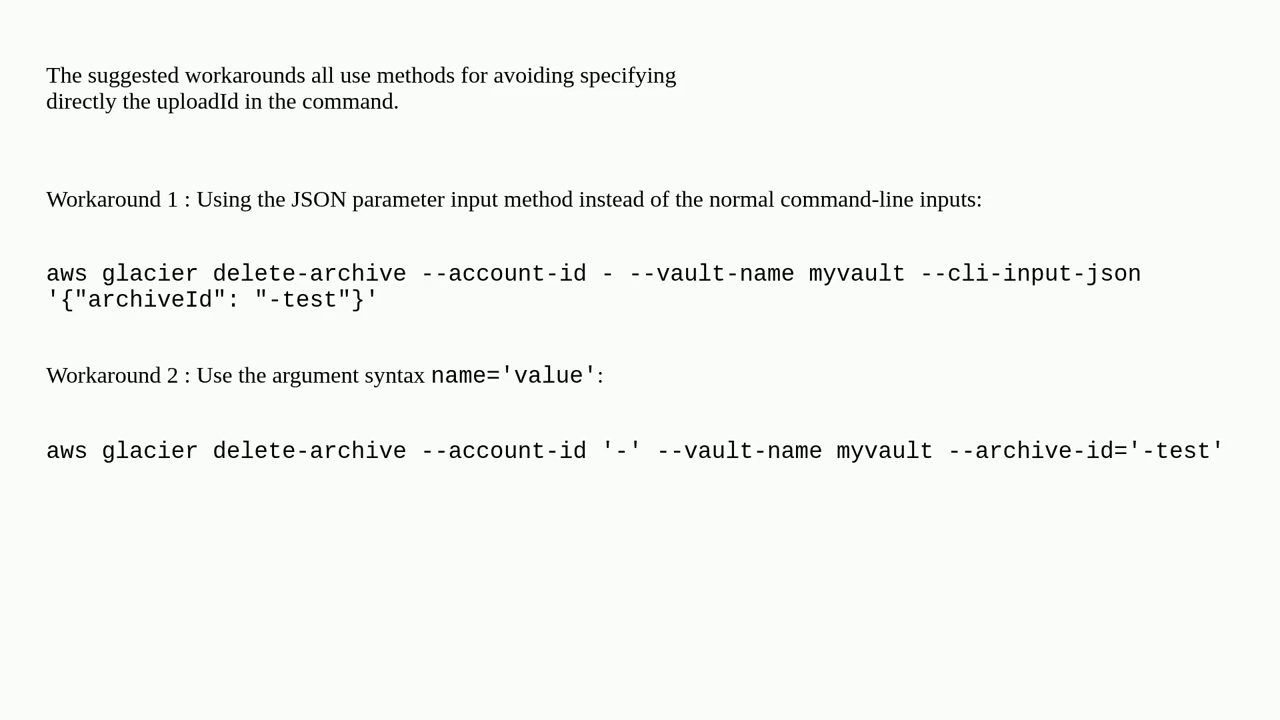 The suggested workarounds all use methods for avoiding specifying
directly the uploadId in the command.
Workaround 1 : Using the JSON parameter input method instead of the normal command-line inputs:
aws glacier delete-archive --account-id - --vault-name myvault --cli-input-json
'{"archiveId": "-test"}'
Workaround 2 : Use the argument syntax name='value':
aws glacier delete-archive --account-id '-' --vault-name myvault --archive-id='-test'